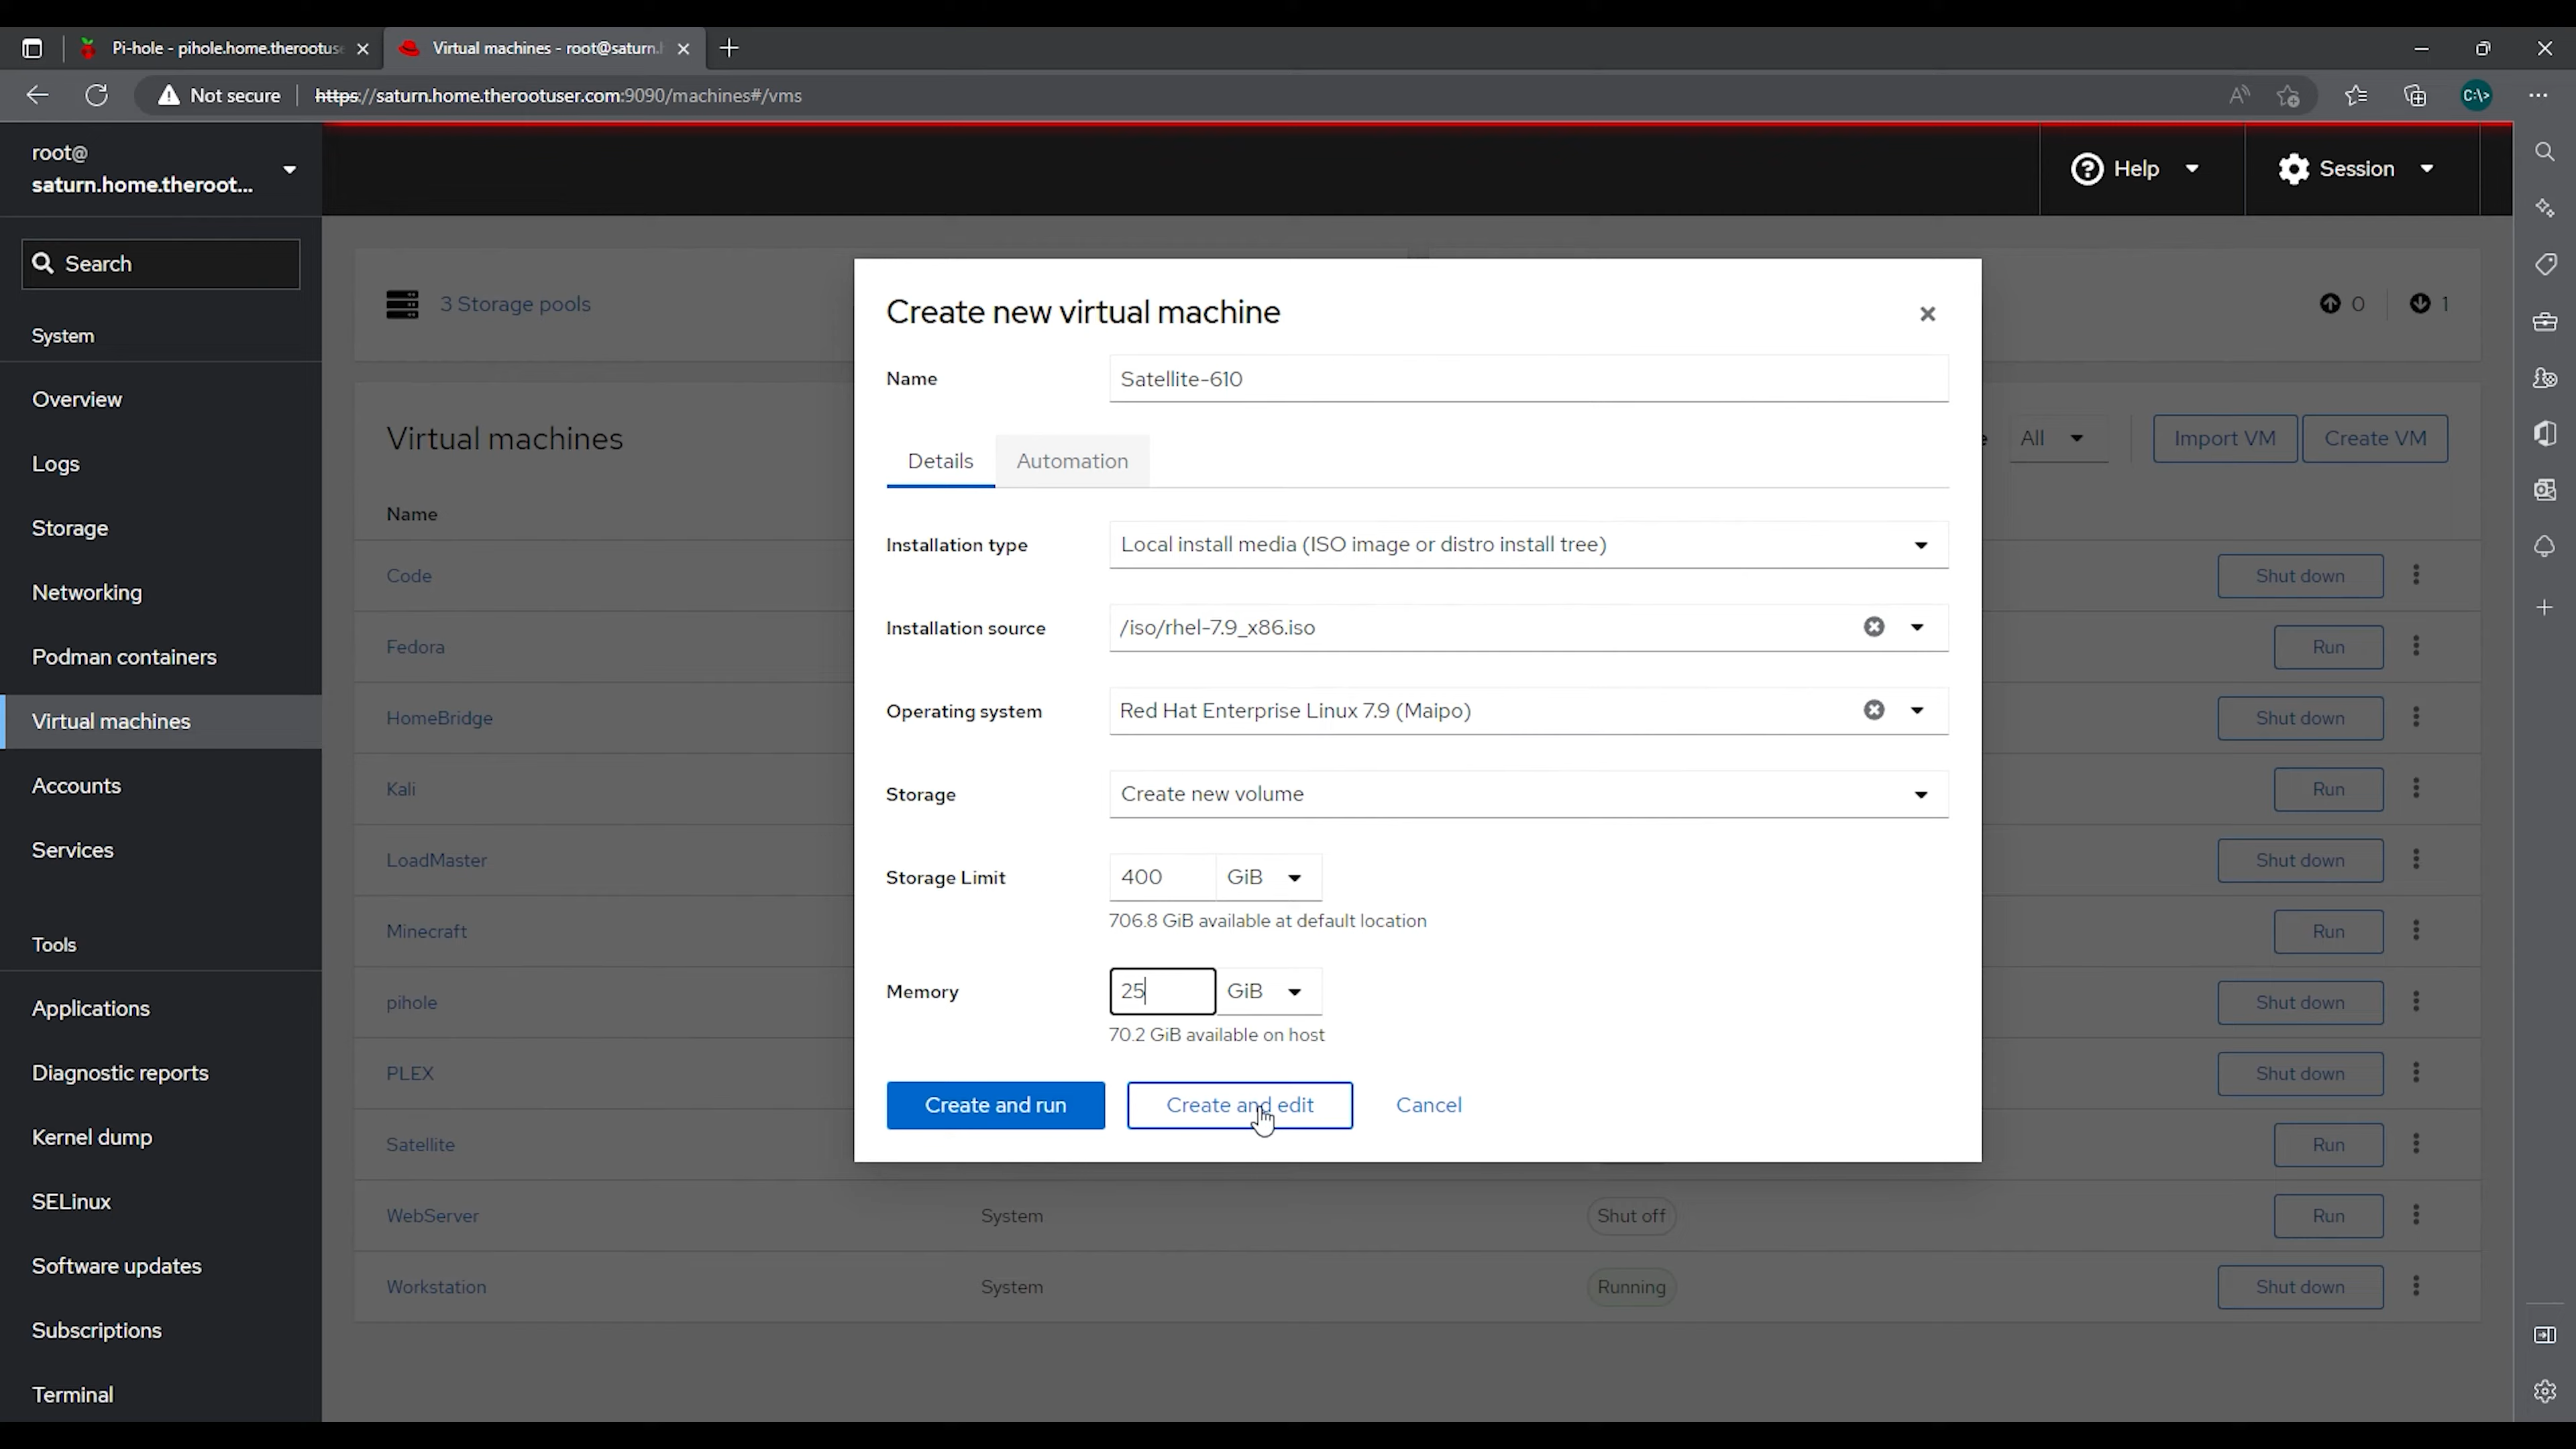 Pi-hole - pihole.home.therootuse
Virtual machines - root@saturn.h
Not secure
https://saturn.home.therootuser.com:9090/machines#/vms
C:\>
root@
saturn.home.theroot...
Help
Session
Search
System
Overview
Logs
Storage
Networking
Podman containers
Virtual machines
Accounts
Services
Tools
Applications
Diagnostic reports
Kernel dump
SELinux
Software updates
Subscriptions
Terminal
3 Storage pools
0
1
Virtual machines
All
Import VM
Create VM
Name
Code
Shut down
Fedora
Run
HomeBridge
Shut down
Kali
Run
LoadMaster
Shut down
Minecraft
Run
pihole
Shut down
PLEX
Shut down
Satellite
Run
WebServer
System
Shut off
Run
Workstation
System
Running
Shut down
Create new virtual machine
Name
Satellite-610
Details
Automation
Installation type
Local install media (ISO image or distro install tree)
Installation source
/iso/rhel-7.9_x86.iso
Operating system
Red Hat Enterprise Linux 7.9 (Maipo)
Storage
Create new volume
Storage Limit
400
GiB
706.8 GiB available at default location
Memory
25
GiB
70.2 GiB available on host
Create and run
Create and edit
Cancel